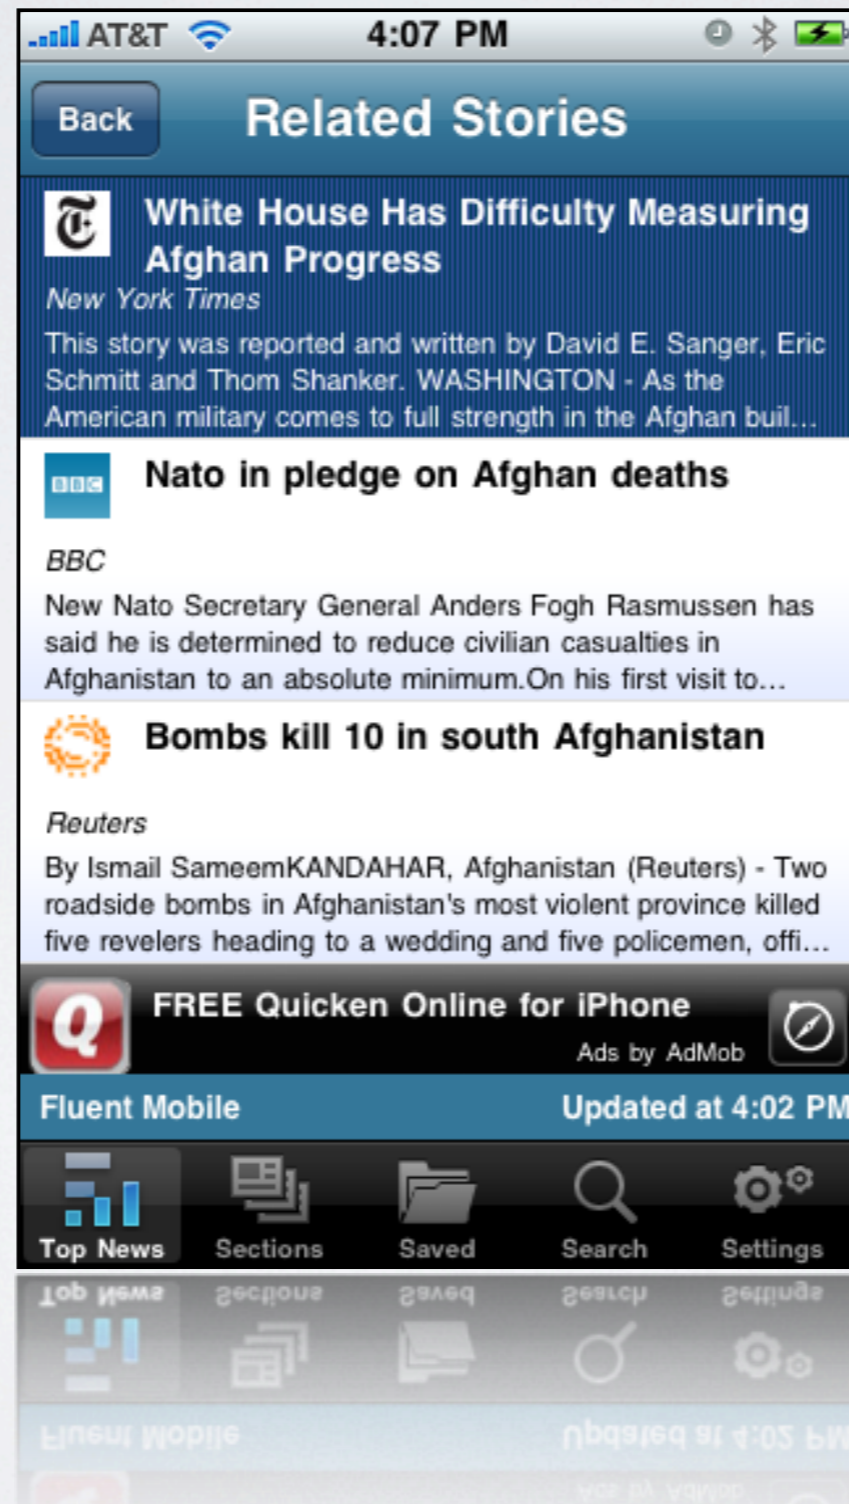 AT&T 4:07 PM
Back Related Stories
White House Has Difficulty Measuring
Afghan Progress
New York Times
This story was reported and written by David E. Sanger, Eric
Schmitt and Thom Shanker. WASHINGTON - As the
American military comes to full strength in the Afghan buil...
BBC Nato in pledge on Afghan deaths
BBC
New Nato Secretary General Anders Fogh Rasmussen has
said he is determined to reduce civilian casualties in
Afghanistan to an absolute minimum.On his first visit to...
Bombs kill 10 in south Afghanistan
Reuters
By Ismail SameemKANDAHAR, Afghanistan (Reuters) - Two
roadside bombs in Afghanistan's most violent province killed
five revelers heading to a wedding and five policemen, offi...
Q FREE Quicken Online for iPhone
Ads by AdMob
Fluent Mobile Updated at 4:02 PM
Top News Sections Saved Search Settings